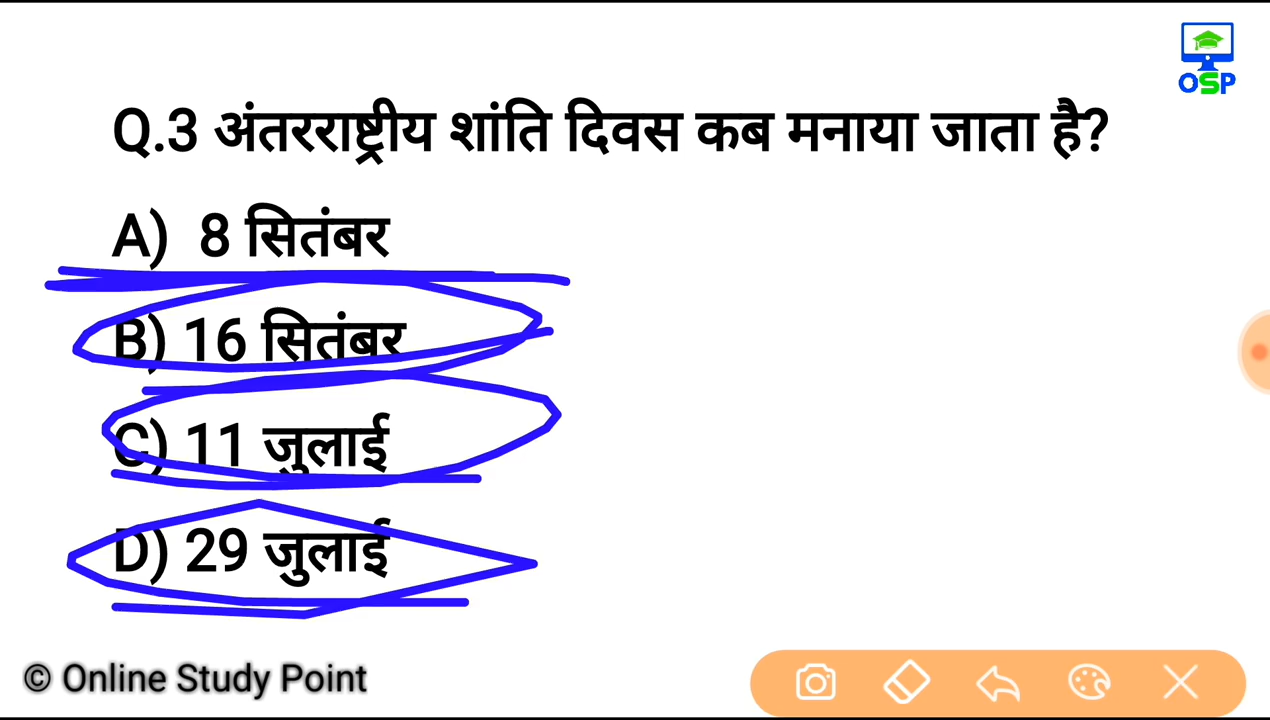 OSP
Q.3 अंतरराष्ट्रीय शांति दिवस कब मनाया जाता है?
A) 8 सितंबर
B) 16 सितंबर
C) 11 जुलाई
D) 29 जुलाई
© Online Study Point